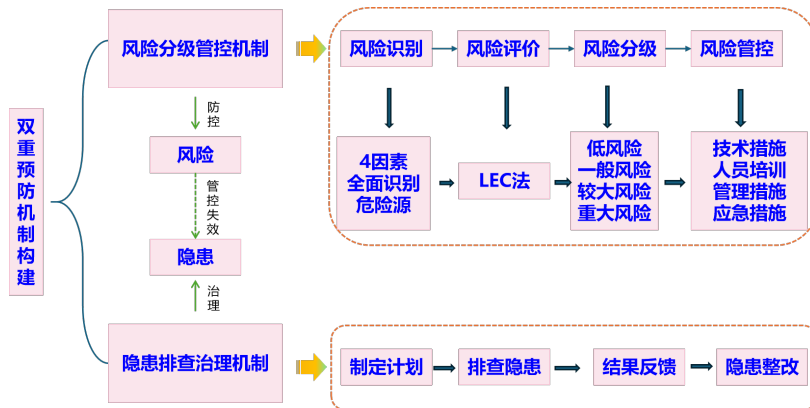 双重预防机制构建
风险分级管控机制
防控
风险
管控失效
隐患
治理
隐患排查治理机制
风险识别
风险评价
风险分级
风险管控
4因素
全面识别
危险源
LEC法
低风险
一般风险
较大风险
重大风险
技术措施
人员培训
管理措施
应急措施
制定计划
排查隐患
结果反馈
隐患整改